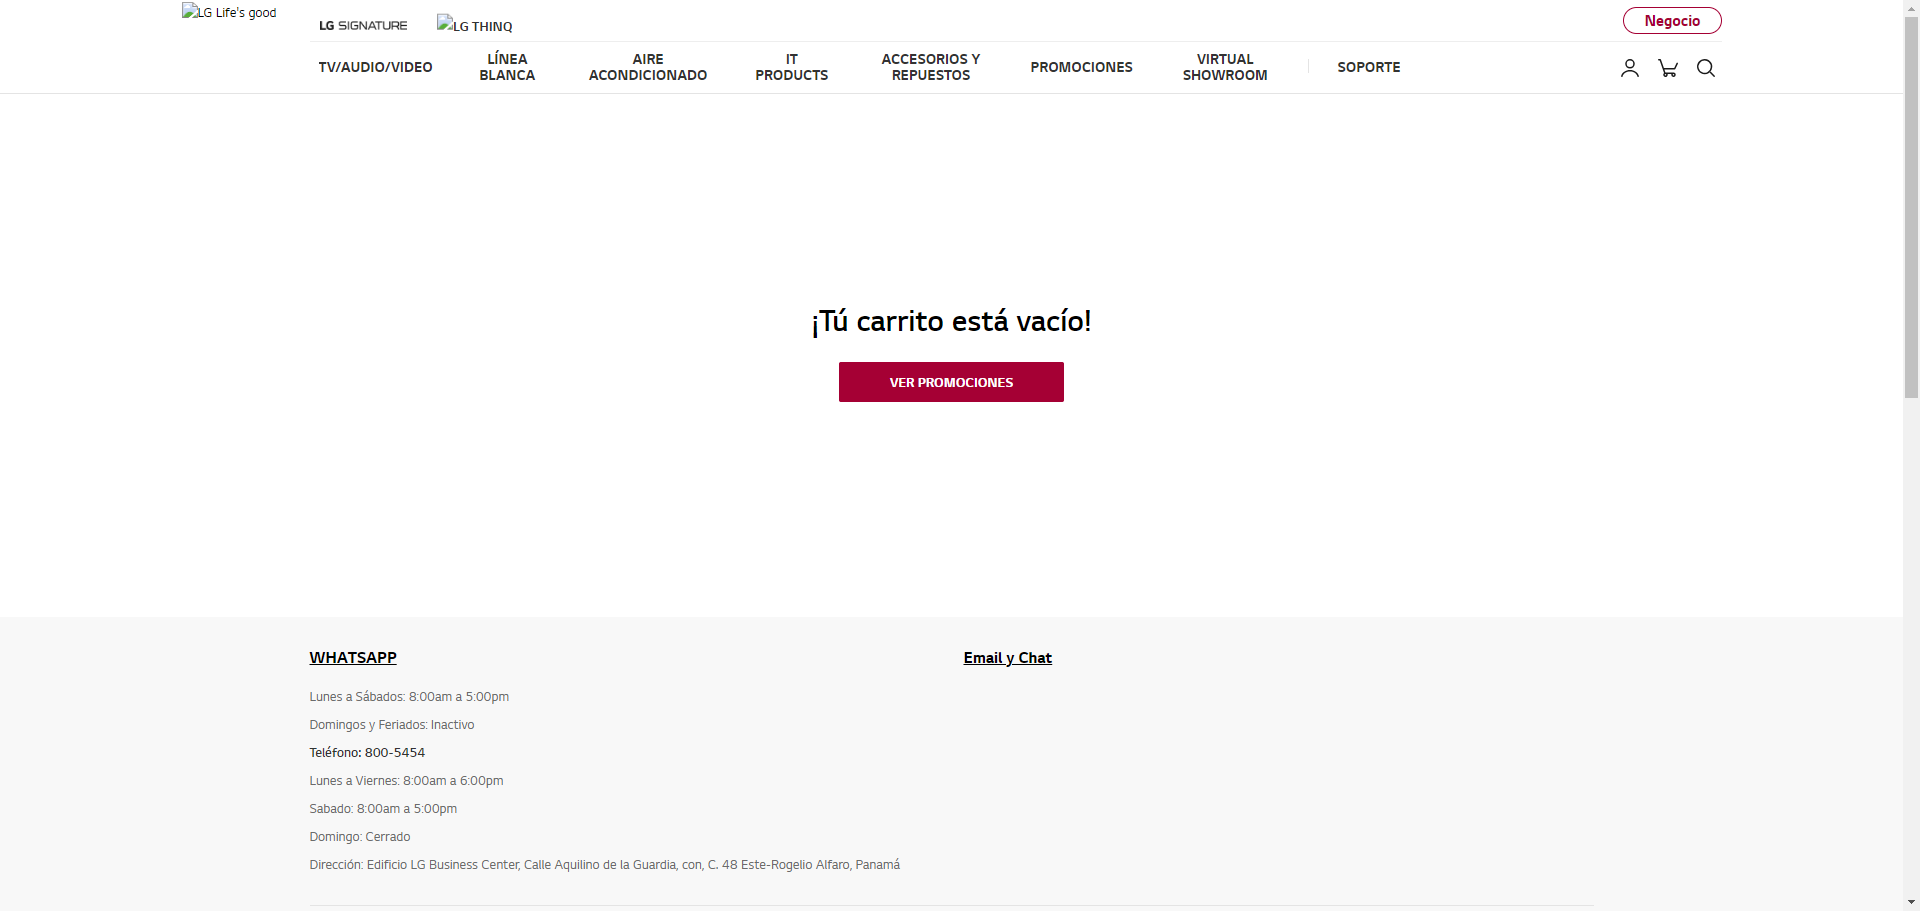 LG Life's good
LG SIGNATURE
LG THINQ
Negocio
TV/AUDIO/VIDEO
LÍNEA
BLANCA
AIRE
ACONDICIONADO
IT
PRODUCTS
ACCESORIOS Y
REPUESTOS
PROMOCIONES
VIRTUAL
SHOWROOM
SOPORTE
¡Tú carrito está vacío!
VER PROMOCIONES
WHATSAPP
Lunes a Sábados: 8:00am a 5:00pm
Domingos y Feriados: Inactivo
Teléfono: 800-5454
Lunes a Viernes: 8:00am a 6:00pm
Sabado: 8:00am a 5:00pm
Domingo: Cerrado
Dirección: Edificio LG Business Center, Calle Aquilino de la Guardia, con, C. 48 Este-Rogelio Alfaro, Panamá
Email y Chat